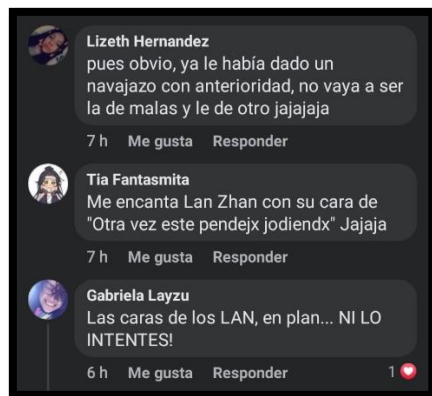 Lizeth Hernandez
pues obvio, ya le había dado un
navajazo con anterioridad, no vaya a ser
la de malas y le de otro jajajaja
7 h Me gusta Responder
Tia Fantasmita
Me encanta Lan Zhan con su cara de
"Otra vez este pendejx jodiendx" Jajaja
7 h Me gusta Responder
Gabriela Layzu
Las caras de los LAN, en plan... NI LO
INTENTES!
6 h Me gusta Responder 1